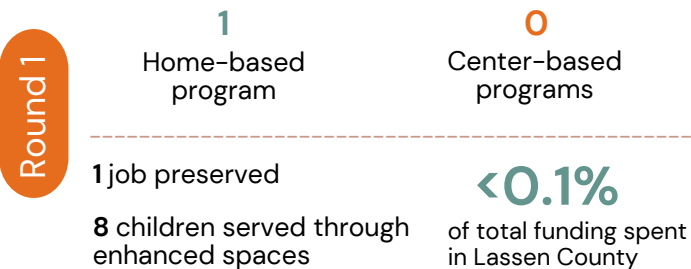 Round 1
1
Home-based
program
0
Center-based
programs
1 job preserved
8 children served through
enhanced spaces
<0.1%
of total funding spent
in Lassen County